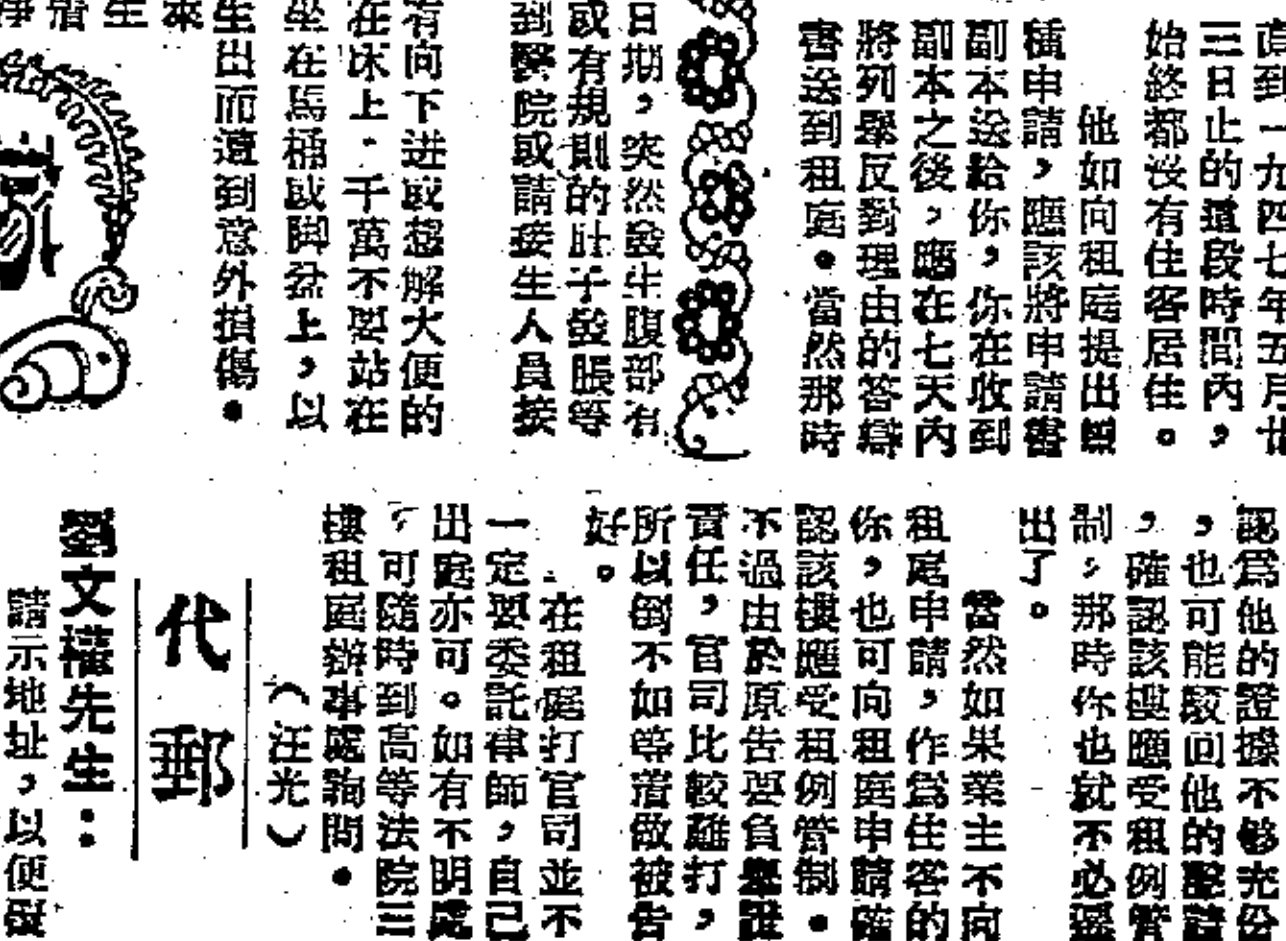 直到一九四七年五月廿
三日止的這段時間內，
始終都沒有住客居住。
他如向租庭提出
種申請，應該將申請書
副本送給你，你在收到
副本之後，應在七天內
將列舉反對理由的答辯
書送到租庭。當然那時
日期，突然發生腹部有
或有規則的肚子發脹等
到醫院或請接生人員接
有向下迸或想解大便的
在床上．千萬不要站在
坐在馬桶或脚盆上，以
生出而遭到意外損傷。
認爲他的證據不够充份
，也可能駁回他的聲請
，確認該樓應受租例管
制，那時你也就不必
出了。
當然如果業主不向
租庭申請，作爲住客的
你，也可向租庭申請確
認該樓應受租例管制。
不過由於原告要負舉證
責任，官司比較難打，
所以倒不如等着做被告
好。
在租庭打官司並不
一定要委託律師，自己
出庭亦可。如有不明處
，可隨時到高等法院三
樓租庭辦事處詢問。
（汪光）
代郵
劉文權先生：
請示地址，以便